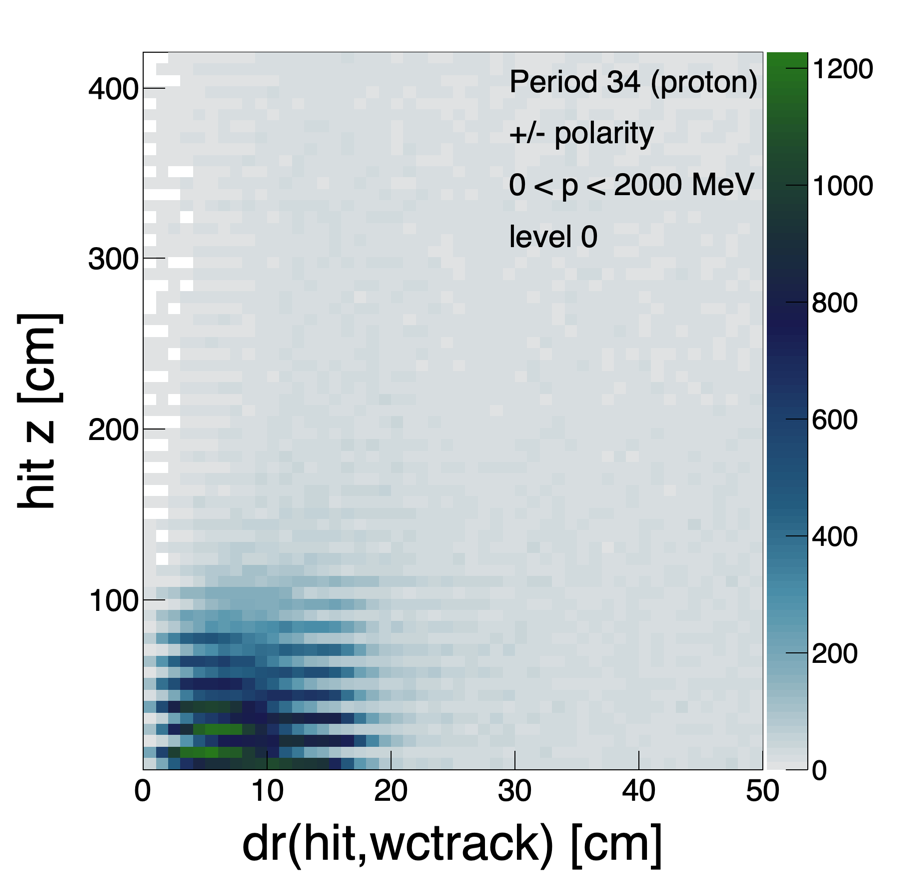 Period 34 (proton)
+/- polarity
0 < p < 2000 MeV
level 0
hit z [cm]
400
300
200
100
0 10 20 30 40 50
dr(hit,wctrack) [cm]
1200
1000
800
600
400
200
0